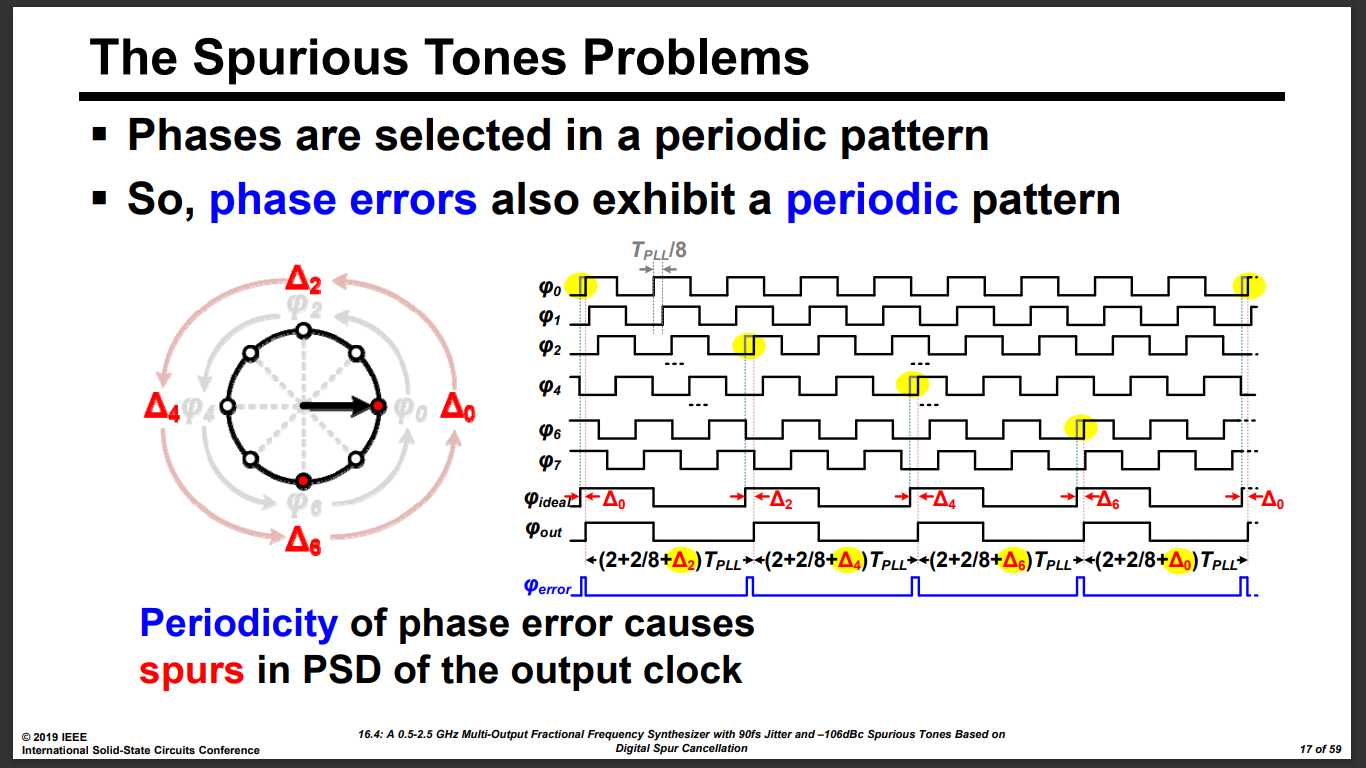 The Spurious Tones Problems
▪ Phases are selected in a periodic pattern
▪ So, phase errors also exhibit a periodic pattern
Δ2
φ2
Δ4 φ4 φ0 Δ0
φ6
Δ6
TPLL/8
φ0
φ1
φ2
....
....
φ4
....
....
φ6
φ7
φideal Δ0 Δ2 Δ4 Δ6 Δ0
φout
(2+2/8+Δ2)TPLL (2+2/8+Δ4)TPLL (2+2/8+Δ6)TPLL (2+2/8+Δ0)TPLL
φerror
Periodicity of phase error causes
spurs in PSD of the output clock
© 2019 IEEE
International Solid-State Circuits Conference
16.4: A 0.5-2.5 GHz Multi-Output Fractional Frequency Synthesizer with 90fs Jitter and –106dBc Spurious Tones Based on
Digital Spur Cancellation
17 of 59